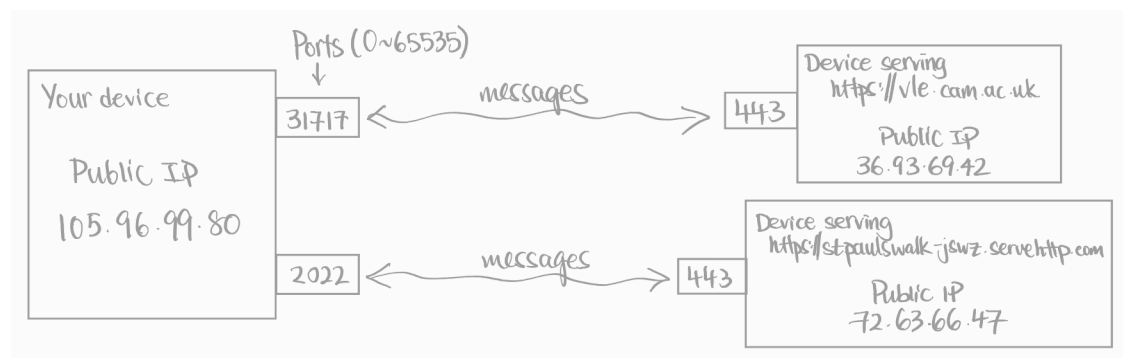 Ports (0~65535)
Your device
Public IP
105.96.99.80
31717
messages
443
Device serving
https://vle.cam.ac.uk
Public IP
36.93.69.42
2022
messages
443
Device serving
https://stpaulswalk-jswz.servehttp.com
Public IP
72.63.66.47